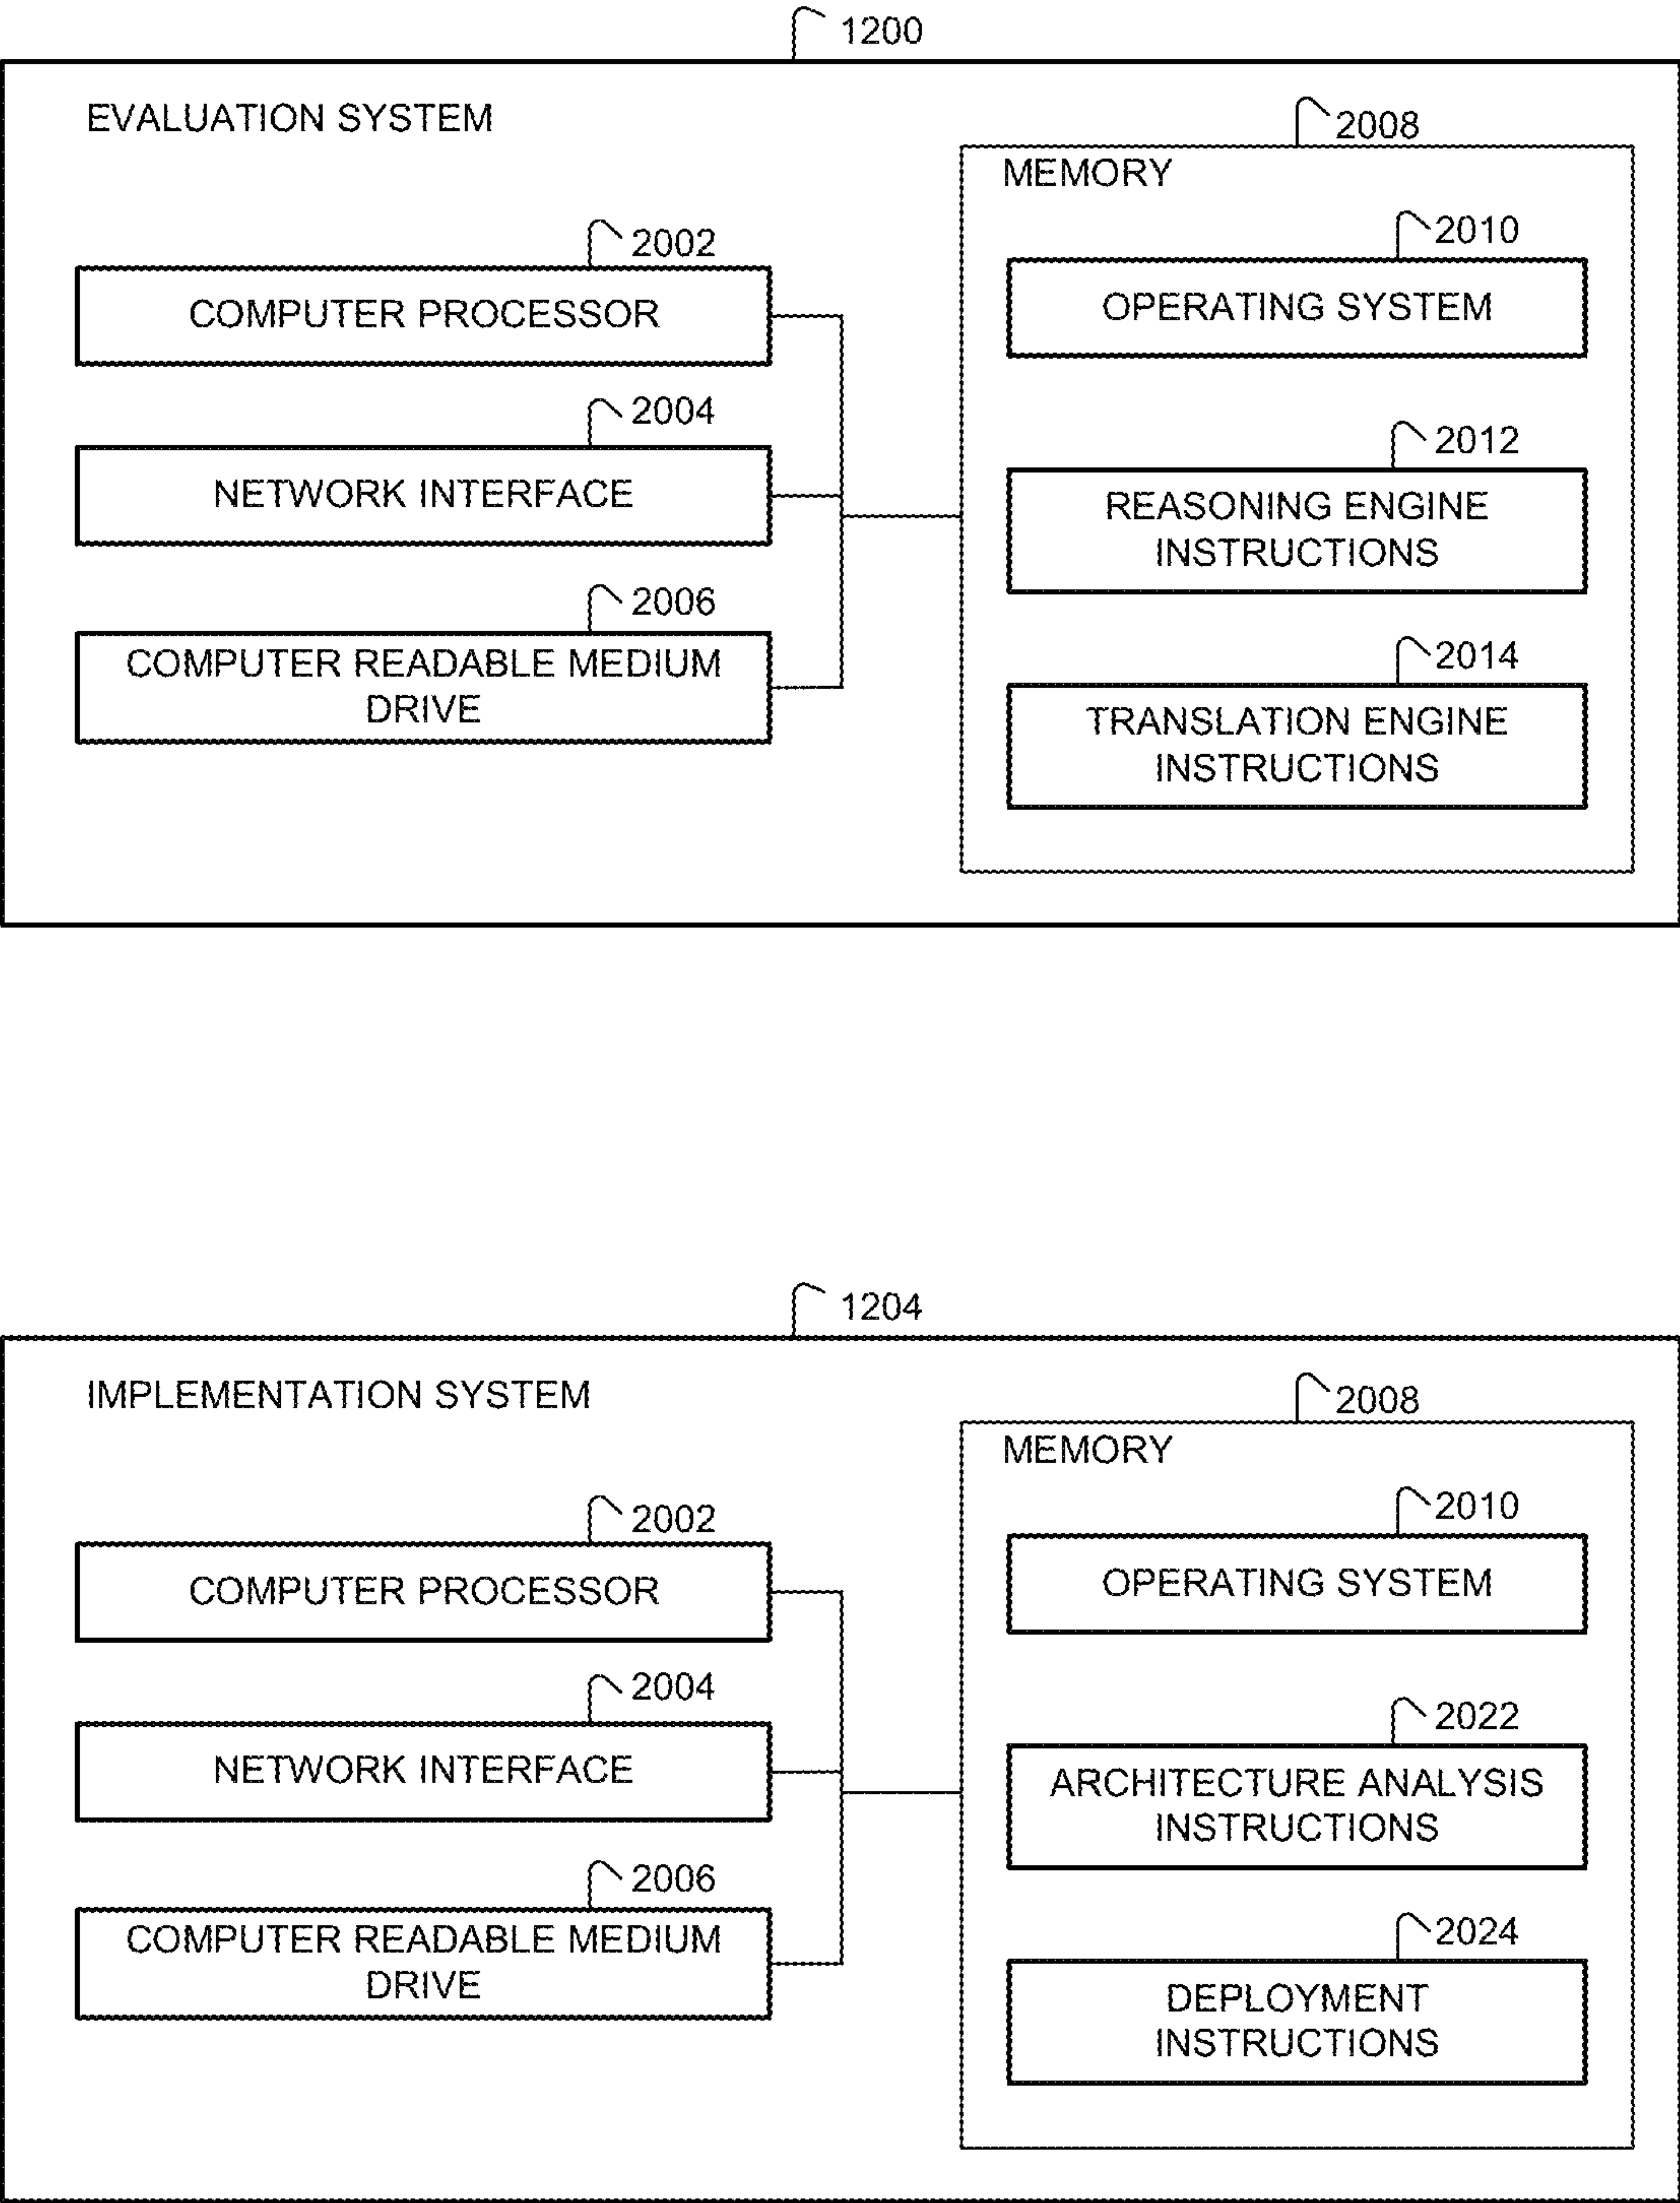 1200
EVALUATION SYSTEM
2008
MEMORY
2002
COMPUTER PROCESSOR
2004
NETWORK INTERFACE
2006
COMPUTER READABLE MEDIUM
DRIVE
2010
OPERATING SYSTEM
2012
REASONING ENGINE
INSTRUCTIONS
2014
TRANSLATION ENGINE
INSTRUCTIONS
1204
IMPLEMENTATION SYSTEM
2008
MEMORY
2002
COMPUTER PROCESSOR
2004
NETWORK INTERFACE
2006
COMPUTER READABLE MEDIUM
DRIVE
2010
OPERATING SYSTEM
2022
ARCHITECTURE ANALYSIS
INSTRUCTIONS
2024
DEPLOYMENT
INSTRUCTIONS